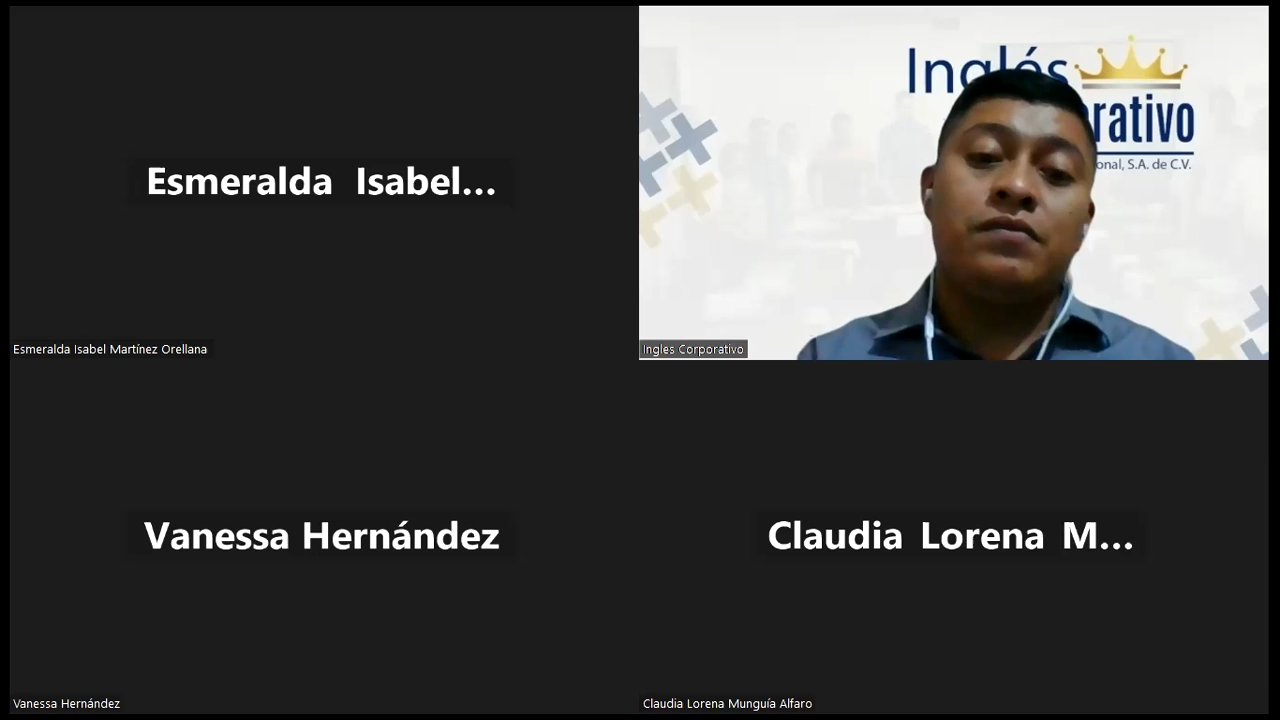 Esmeralda Isabel...
Esmeralda Isabel Martínez Orellana
Inglés
rativo
onal, S.A. de C.V.
Ingles Corporativo
Vanessa Hernández
Vanessa Hernández
Claudia Lorena M...
Claudia Lorena Munguía Alfaro